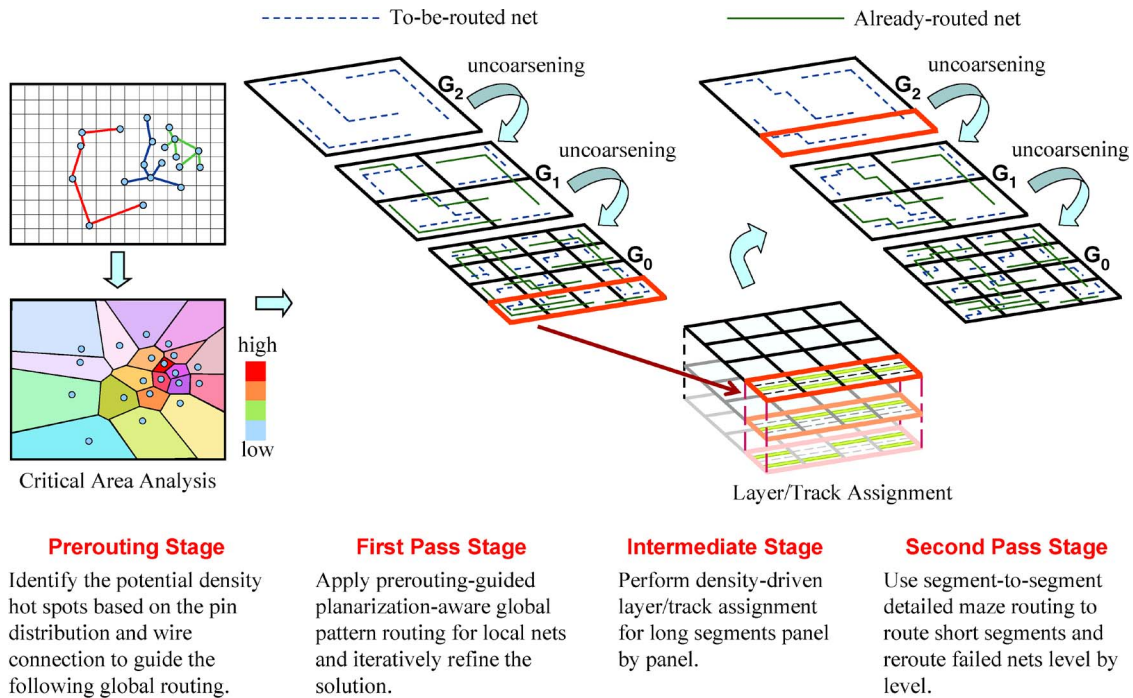 To-be-routed net
Already-routed net
uncoarsening
G2
uncoarsening
G1
G0
uncoarsening
G2
uncoarsening
G1
G0
high
low
Critical Area Analysis
Layer/Track Assignment
Prerouting Stage
Identify the potential density
hot spots based on the pin
distribution and wire
connection to guide the
following global routing.
First Pass Stage
Apply prerouting-guided
planarization-aware global
pattern routing for local nets
and iteratively refine the
solution.
Intermediate Stage
Perform density-driven
layer/track assignment
for long segments panel
by panel.
Second Pass Stage
Use segment-to-segment
detailed maze routing to
route short segments and
reroute failed nets level by
level.